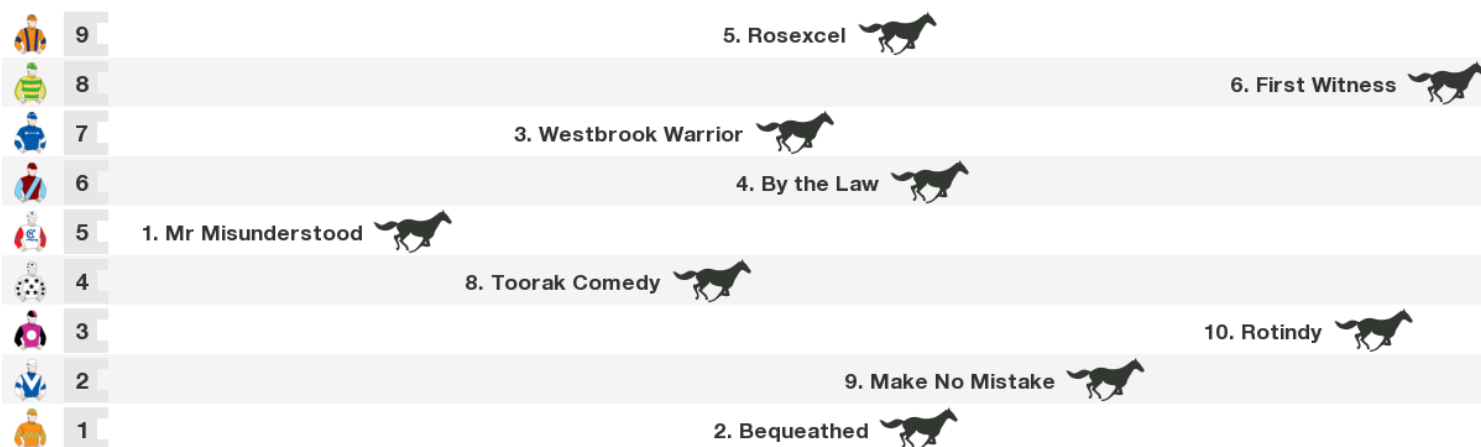 9 5. Rosexcel
8 6. First Witness
7 3. Westbrook Warrior
6 4. By the Law
5 1. Mr Misunderstood
4 8. Toorak Comedy
3 10. Rotindy
2 9. Make No Mistake
1 2. Bequeathed